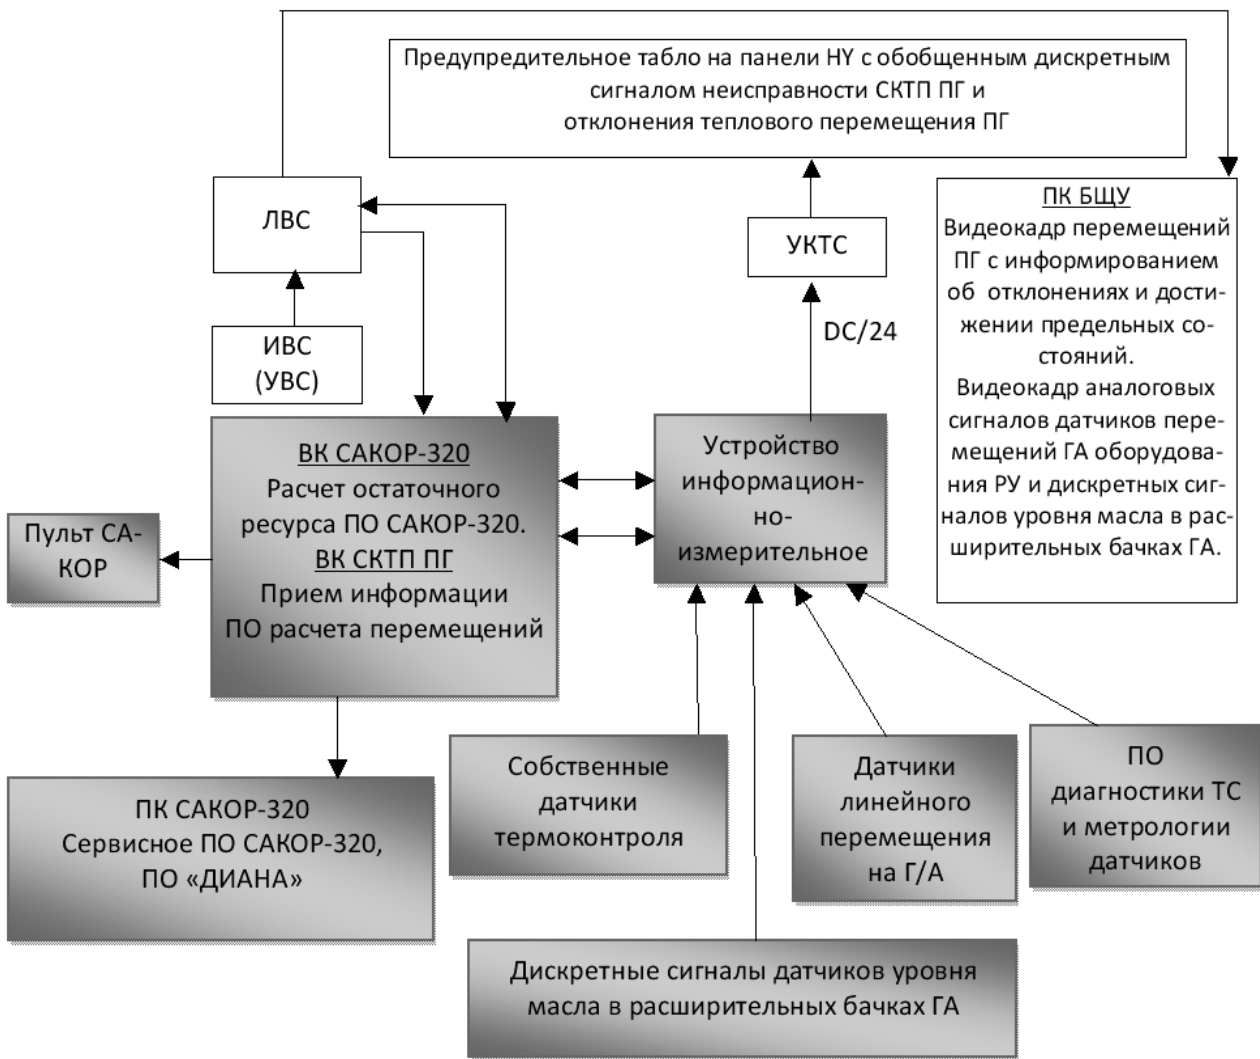 Предупредительное табло на панели HY с обобщенным дискретным
сигналом неисправности СКТП ПГ и
отклонения теплового перемещения ПГ
ЛВС
УКТС
ПК БЩУ
Видеокадр перемещений
ПГ с информированием
об отклонениях и дости-
жении предельных со-
стояний.
Видеокадр аналоговых
сигналов датчиков пере-
мещений ГА оборудова-
ния РУ и дискретных сиг-
налов уровня масла в рас-
ширительных бачках ГА.
ИВС
(УВС)
DC/24
ВК САКОР-320
Расчет остаточного
ресурса ПО САКОР-320.
ВК СКТП ПГ
Прием информации
ПО расчета перемещений
Устройство
информацион-
но-
измерительное
Пульт СА-
КОР
ПК САКОР-320
Сервисное ПО САКОР-320,
ПО «ДИАНА»
Собственные
датчики
термоконтроля
Датчики
линейного
перемещения
на Г/А
ПО
диагностики ТС
и метрологии
датчиков
Дискретные сигналы датчиков уровня
масла в расширительных бачках ГА